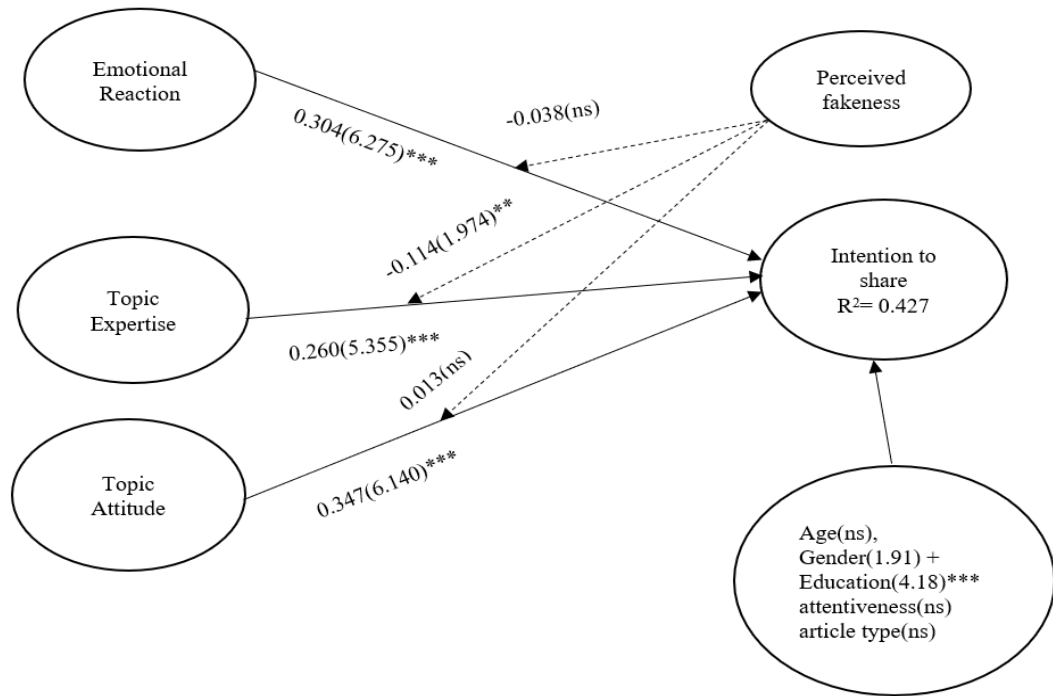 Emotional
Reaction
Perceived
fakeness
-0.038(ns)
0.304(6.275)***
-0.114(1.974)**
Topic
Expertise
Intention to
share
R²= 0.427
0.260(5.355)***
0.013(ns)
Topic
Attitude
0.347(6.140)***
Age(ns),
Gender(1.91) +
Education(4.18)***
attentiveness(ns)
article type(ns)